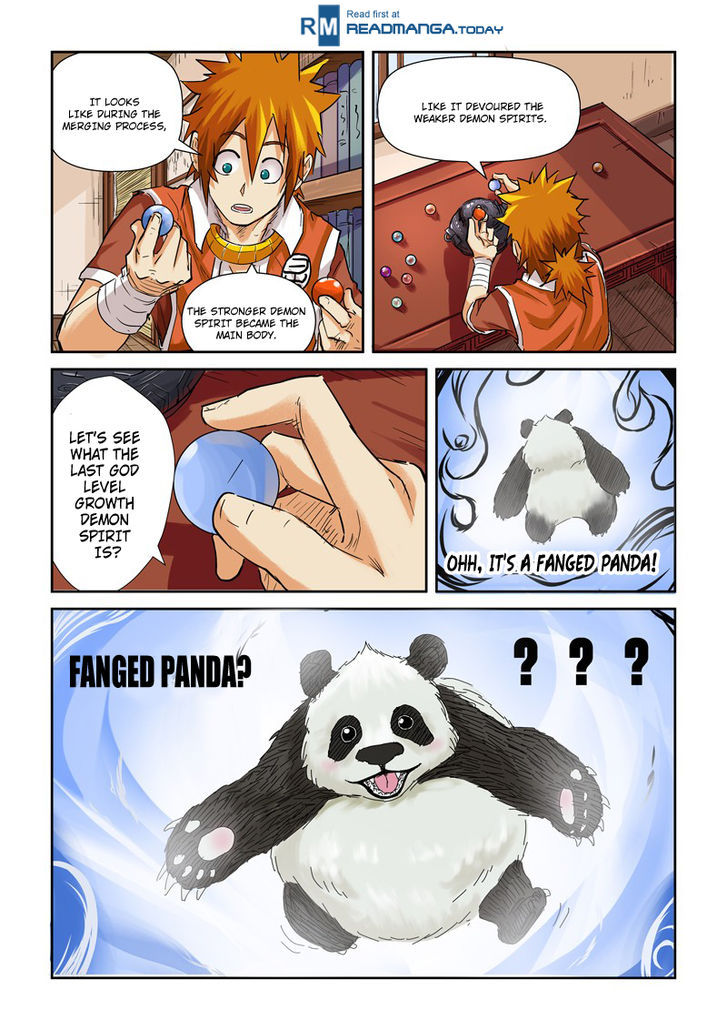 RM
Read first at
READMANGA.TODAY
IT LOOKS
LIKE DURING THE
MERGING PROCESS,
THE STRONGER DEMON
SPIRIT BECAME THE
MAIN BODY.
LIKE IT DEVOURED THE
WEAKER DEMON SPIRITS.
LET'S SEE
WHAT THE
LAST GOD
LEVEL
GROWTH
DEMON
SPIRIT
IS?
OHH, IT'S A FANGED PANDA!
FANGED PANDA?
? ? ?